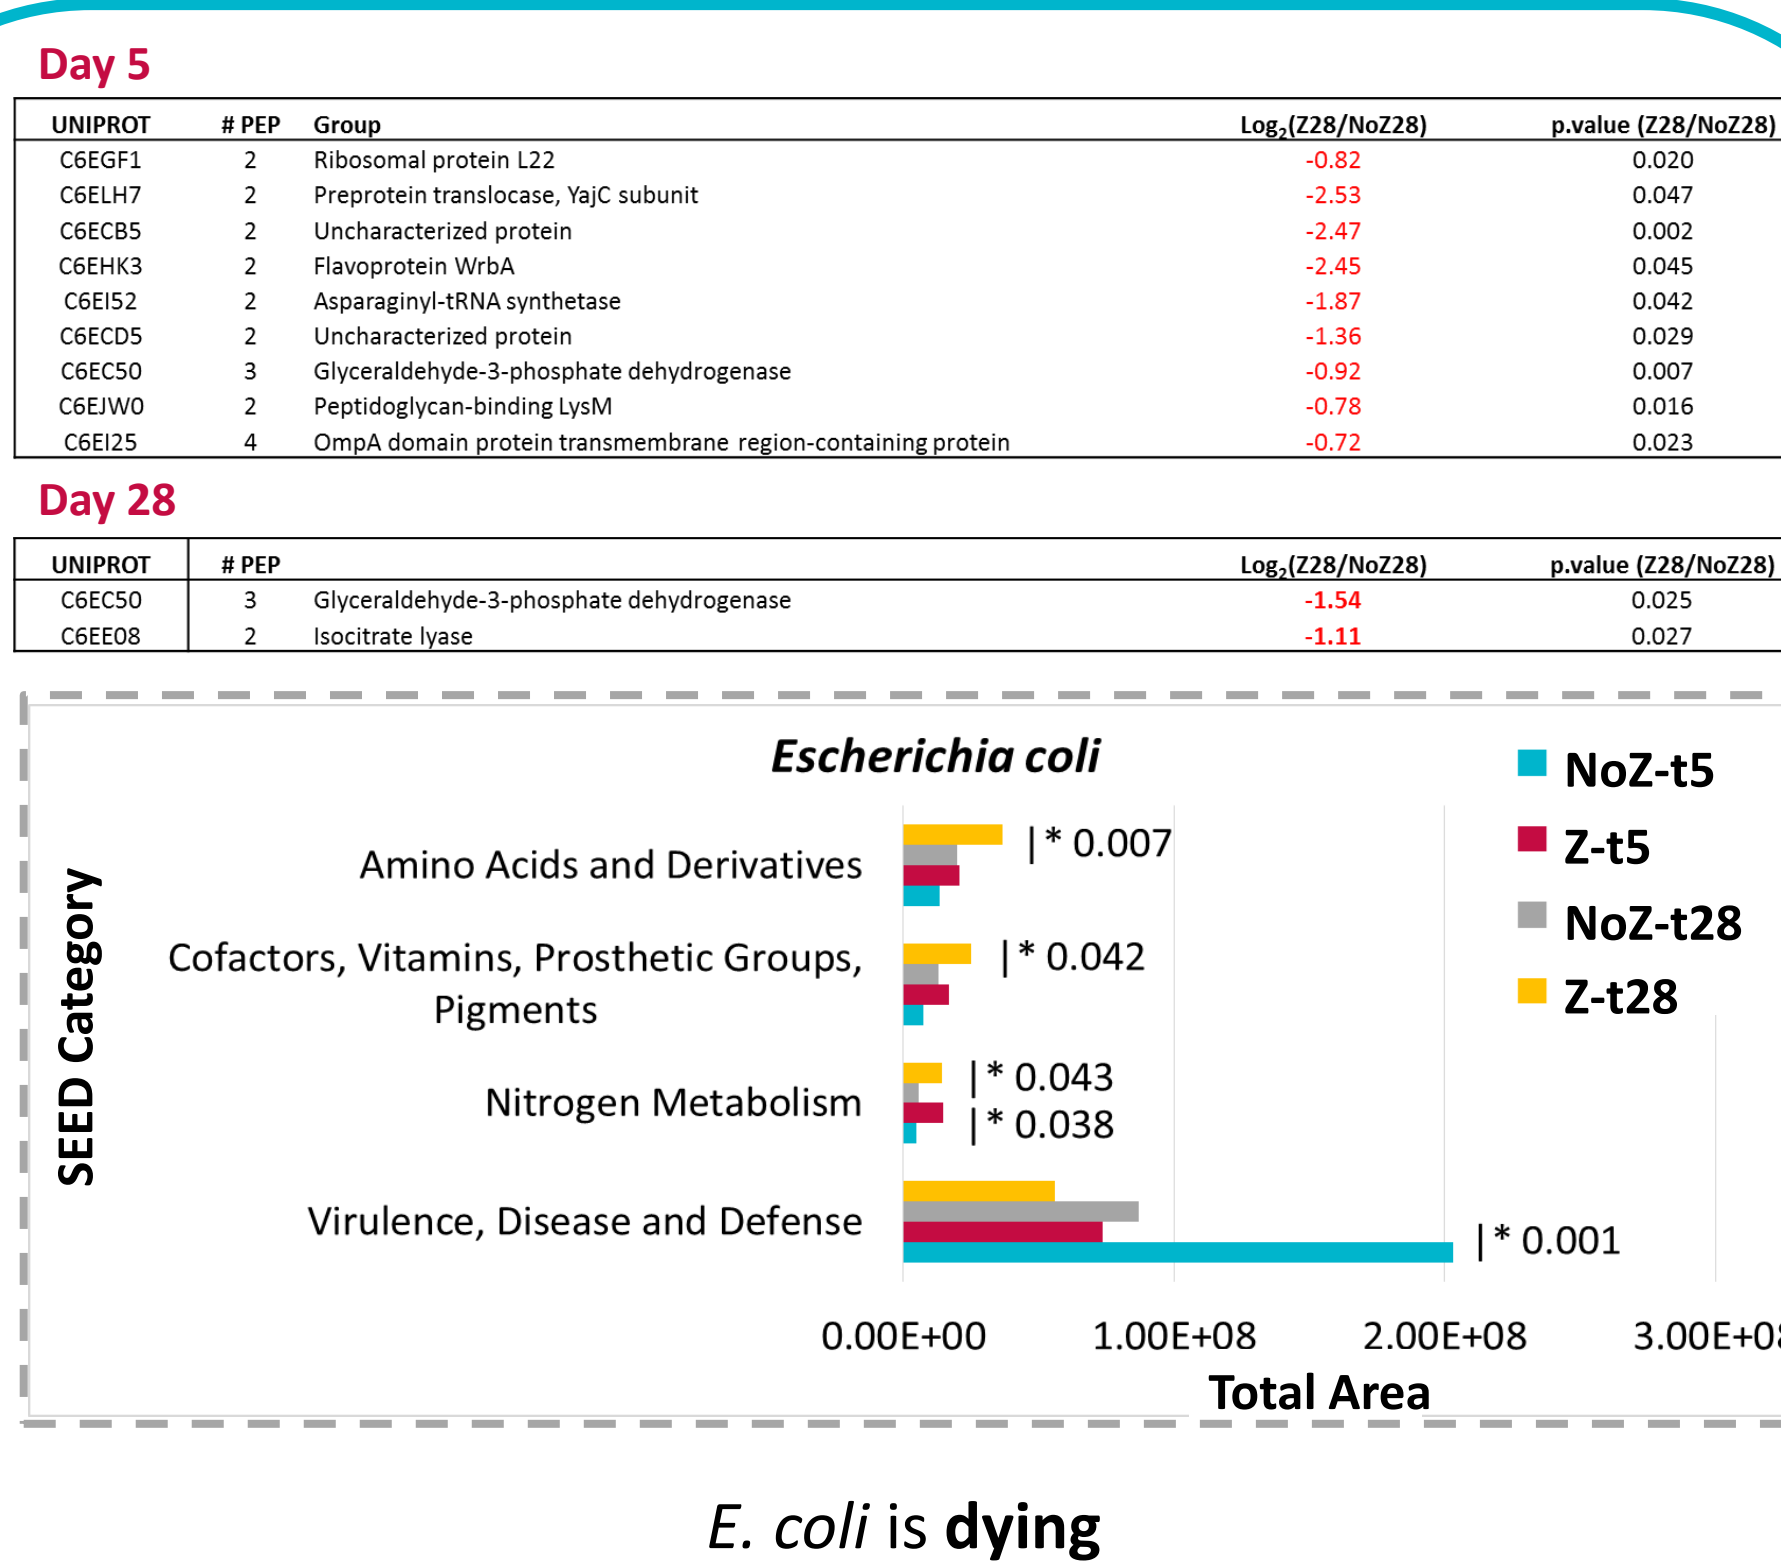 Day 5
UNIPROT # PEP Group Log2(Z28/NoZ28) p.value (Z28/NoZ28)
C6EGF1 2 Ribosomal protein L22 -0.82 0.020
C6ELH7 2 Preprotein translocase, YajC subunit -2.53 0.047
C6ECB5 2 Uncharacterized protein -2.47 0.002
C6EHK3 2 Flavoprotein WrbA -2.45 0.045
C6EI52 2 Asparaginyl-tRNA synthetase -1.87 0.042
C6ECD5 2 Uncharacterized protein -1.36 0.029
C6EC50 3 Glyceraldehyde-3-phosphate dehydrogenase -0.92 0.007
C6EJW0 2 Peptidoglycan-binding LysM -0.78 0.016
C6EI25 4 OmpA domain protein transmembrane region-containing protein -0.72 0.023
Day 28
UNIPROT # PEP Log2(Z28/NoZ28) p.value (Z28/NoZ28)
C6EC50 3 Glyceraldehyde-3-phosphate dehydrogenase -1.54 0.025
C6EE08 2 Isocitrate lyase -1.11 0.027
Escherichia coli
NoZ-t5
Z-t5
NoZ-t28
Z-t28
SEED Category
Amino Acids and Derivatives
|* 0.007
Cofactors, Vitamins, Prosthetic Groups,
Pigments
|* 0.042
Nitrogen Metabolism
|* 0.043
|* 0.038
Virulence, Disease and Defense
|* 0.001
0.00E+00 1.00E+08 2.00E+08 3.00E+08
Total Area
E. coli is dying